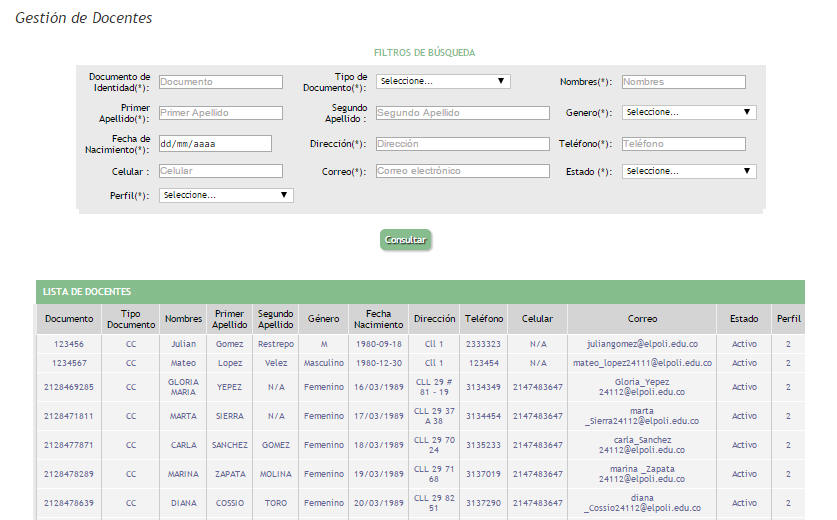 Gestión de Docentes
FILTROS DE BÚSQUEDA
Documento de Identidad(*): Documento Tipo de Documento(*): Seleccione... Nombres(*): Nombres
Primer Apellido(*): Primer Apellido Segundo Apellido : Segundo Apellido Genero(*): Seleccione...
Fecha de Nacimiento(*): dd/mm/aaaa Dirección(*): Dirección Teléfono(*): Teléfono
Celular : Celular Correo(*): Correo electrónico Estado (*): Seleccione...
Perfil(*): Seleccione...
Consultar
LISTA DE DOCENTES
Documento Tipo Documento Nombres Primer Apellido Segundo Apellido Género Fecha Nacimiento Dirección Teléfono Celular Correo Estado Perfil
123456 CC Julian Gomez Restrepo M 1980-09-18 Cll 1 2333323 N/A juliangomez@elpoli.edu.co Activo 2
1234567 CC Mateo Lopez Velez Masculino 1980-12-30 Cll 1 123454 N/A mateo_lopez24111@elpoli.edu.co Activo 2
2128469285 CC GLORIA MARIA YEPEZ N/A Femenino 16/03/1989 CLL 29 # 81 - 19 3134349 2147483647 Gloria_Yepez 24112@elpoli.edu.co Activo 2
2128471811 CC MARTA SIERRA N/A Femenino 17/03/1989 CLL 29 37 A 38 3134454 2147483647 marta _Sierra24112@elpoli.edu.co Activo 2
2128477871 CC CARLA SANCHEZ GOMEZ Femenino 18/03/1989 CLL 29 70 24 3135233 2147483647 carla_Sanchez 24112@elpoli.edu.co Activo 2
2128478289 CC MARINA ZAPATA MOLINA Femenino 19/03/1989 CLL 29 71 68 3137019 2147483647 marina _Zapata 24112@elpoli.edu.co Activo 2
2128478639 CC DIANA COSSIO TORO Femenino 20/03/1989 CLL 29 82 51 3137290 2147483647 diana _Cossio24112@elpoli.edu.co Activo 2